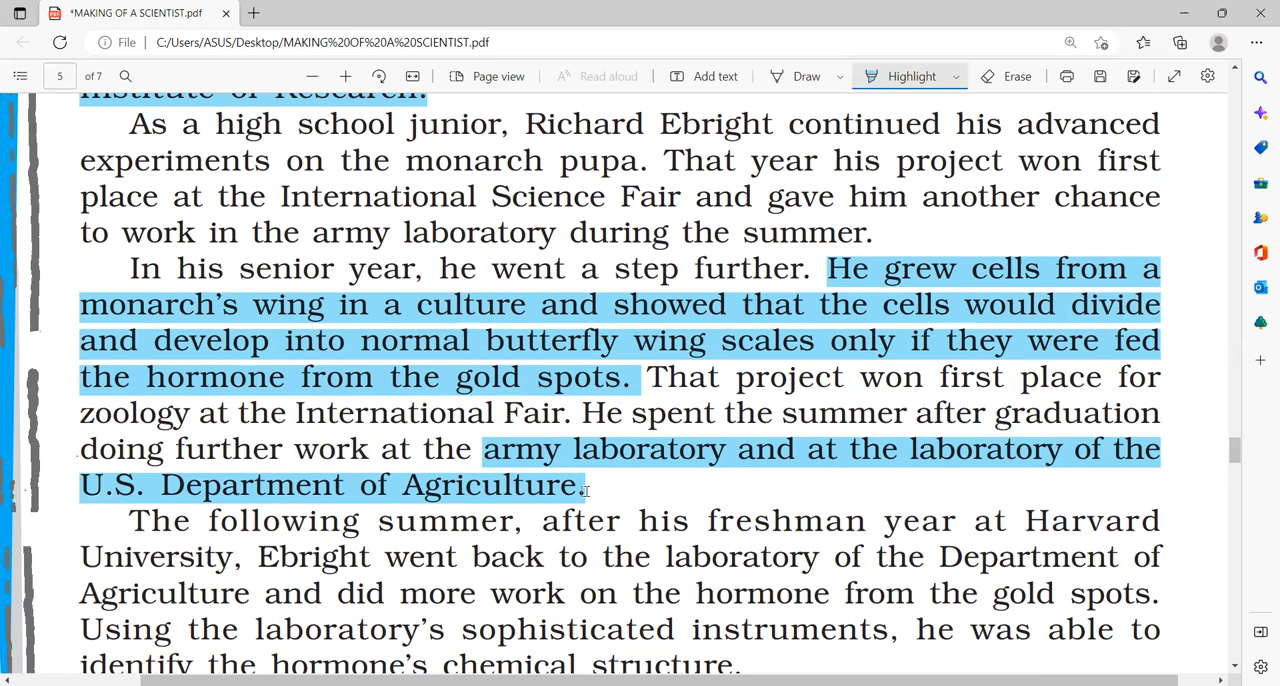 *MAKING OF A SCIENTIST.pdf
File C:/Users/ASUS/Desktop/MAKING%20OF%20A%20SCIENTIST.pdf
5 of 7 Page view Read aloud Add text Draw Highlight Erase
Institute of Research.
As a high school junior, Richard Ebright continued his advanced
experiments on the monarch pupa. That year his project won first
place at the International Science Fair and gave him another chance
to work in the army laboratory during the summer.
In his senior year, he went a step further. He grew cells from a
monarch's wing in a culture and showed that the cells would divide
and develop into normal butterfly wing scales only if they were fed
the hormone from the gold spots. That project won first place for
zoology at the International Fair. He spent the summer after graduation
doing further work at the army laboratory and at the laboratory of the
U.S. Department of Agriculture.
The following summer, after his freshman year at Harvard
University, Ebright went back to the laboratory of the Department of
Agriculture and did more work on the hormone from the gold spots.
Using the laboratory's sophisticated instruments, he was able to
identify the hormone's chemical structure.